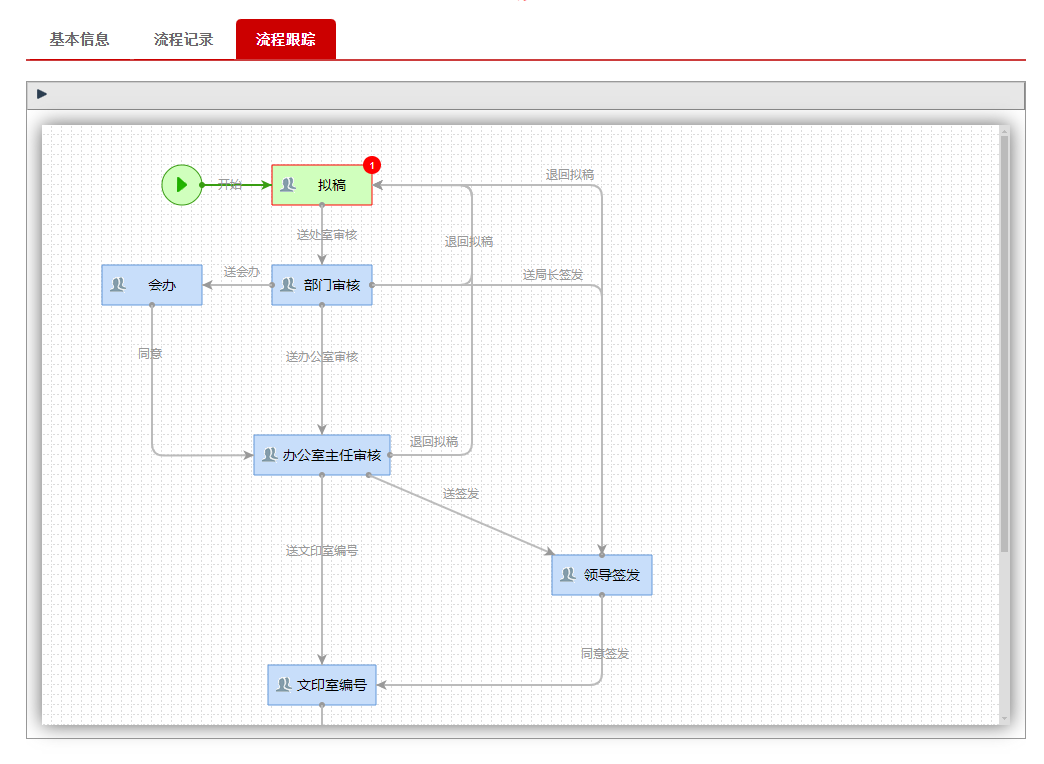 基本信息
流程记录
流程跟踪
1
开始
拟稿
退回拟稿
送处室审核
退回拟稿
会办
送会办
部门审核
送局长签发
同意
送办公室审核
办公室主任审核
退回拟稿
送签发
送文印室编号
领导签发
同意签发
文印室编号